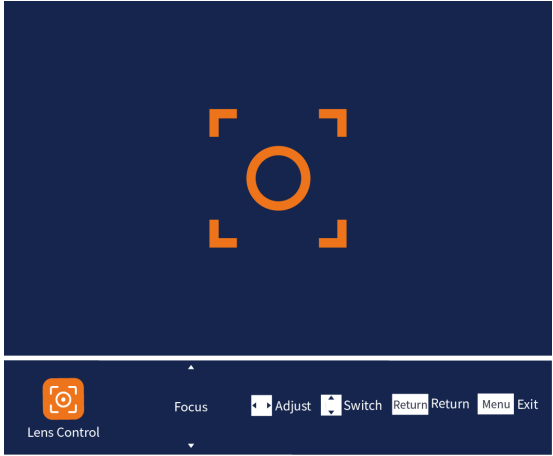 Focus
Adjust
Switch
Return Return
Menu Exit
Lens Control